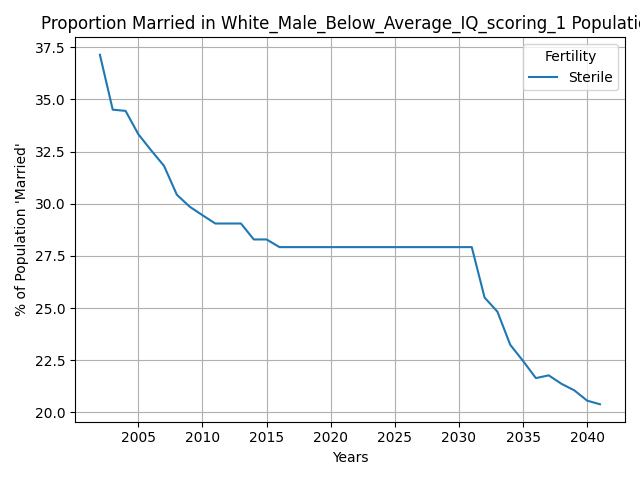 Proportion Married in White_Male_Below_Average_IQ_scoring_1 Populatio
Fertility
Sterile
% of Population 'Married'
37.5
35.0
32.5
30.0
27.5
25.0
22.5
20.0
2005 2010 2015 2020 2025 2030 2035 2040
Years